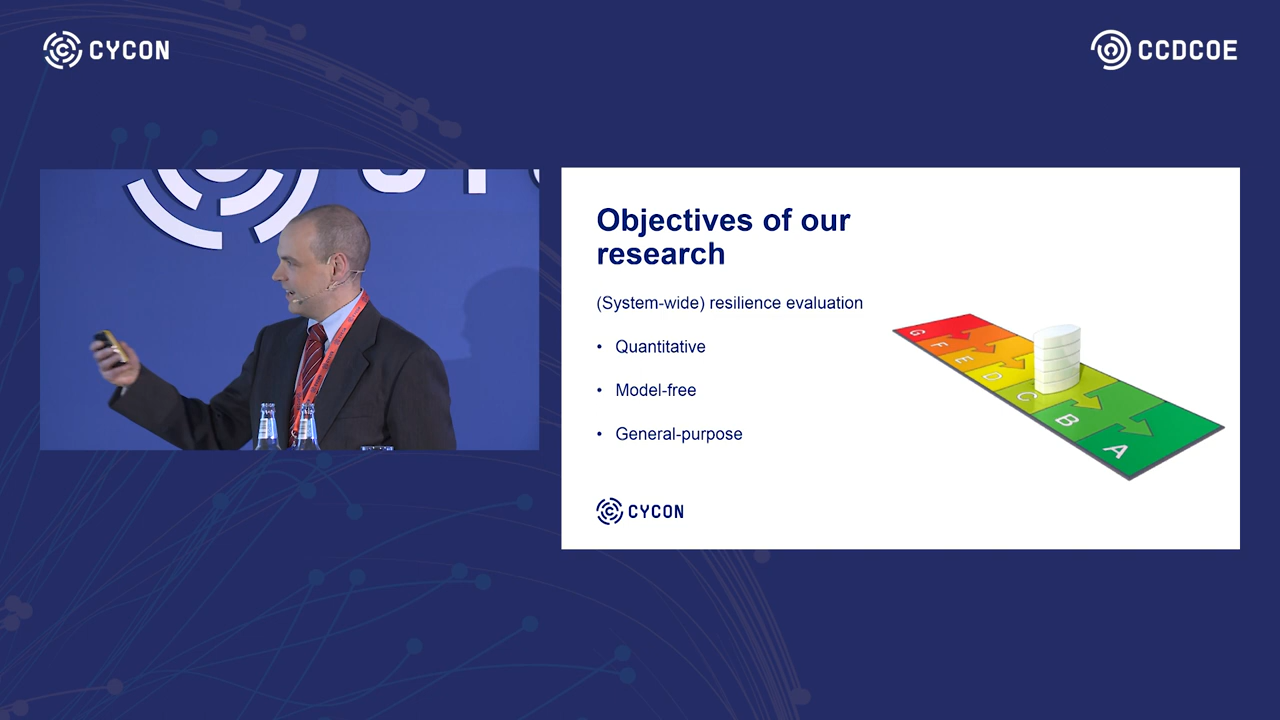 CYCON
CCDCOE
Objectives of our
research
(System-wide) resilience evaluation
• Quantitative
• Model-free
• General-purpose
G
F
E
D
C
B
A
CYCON